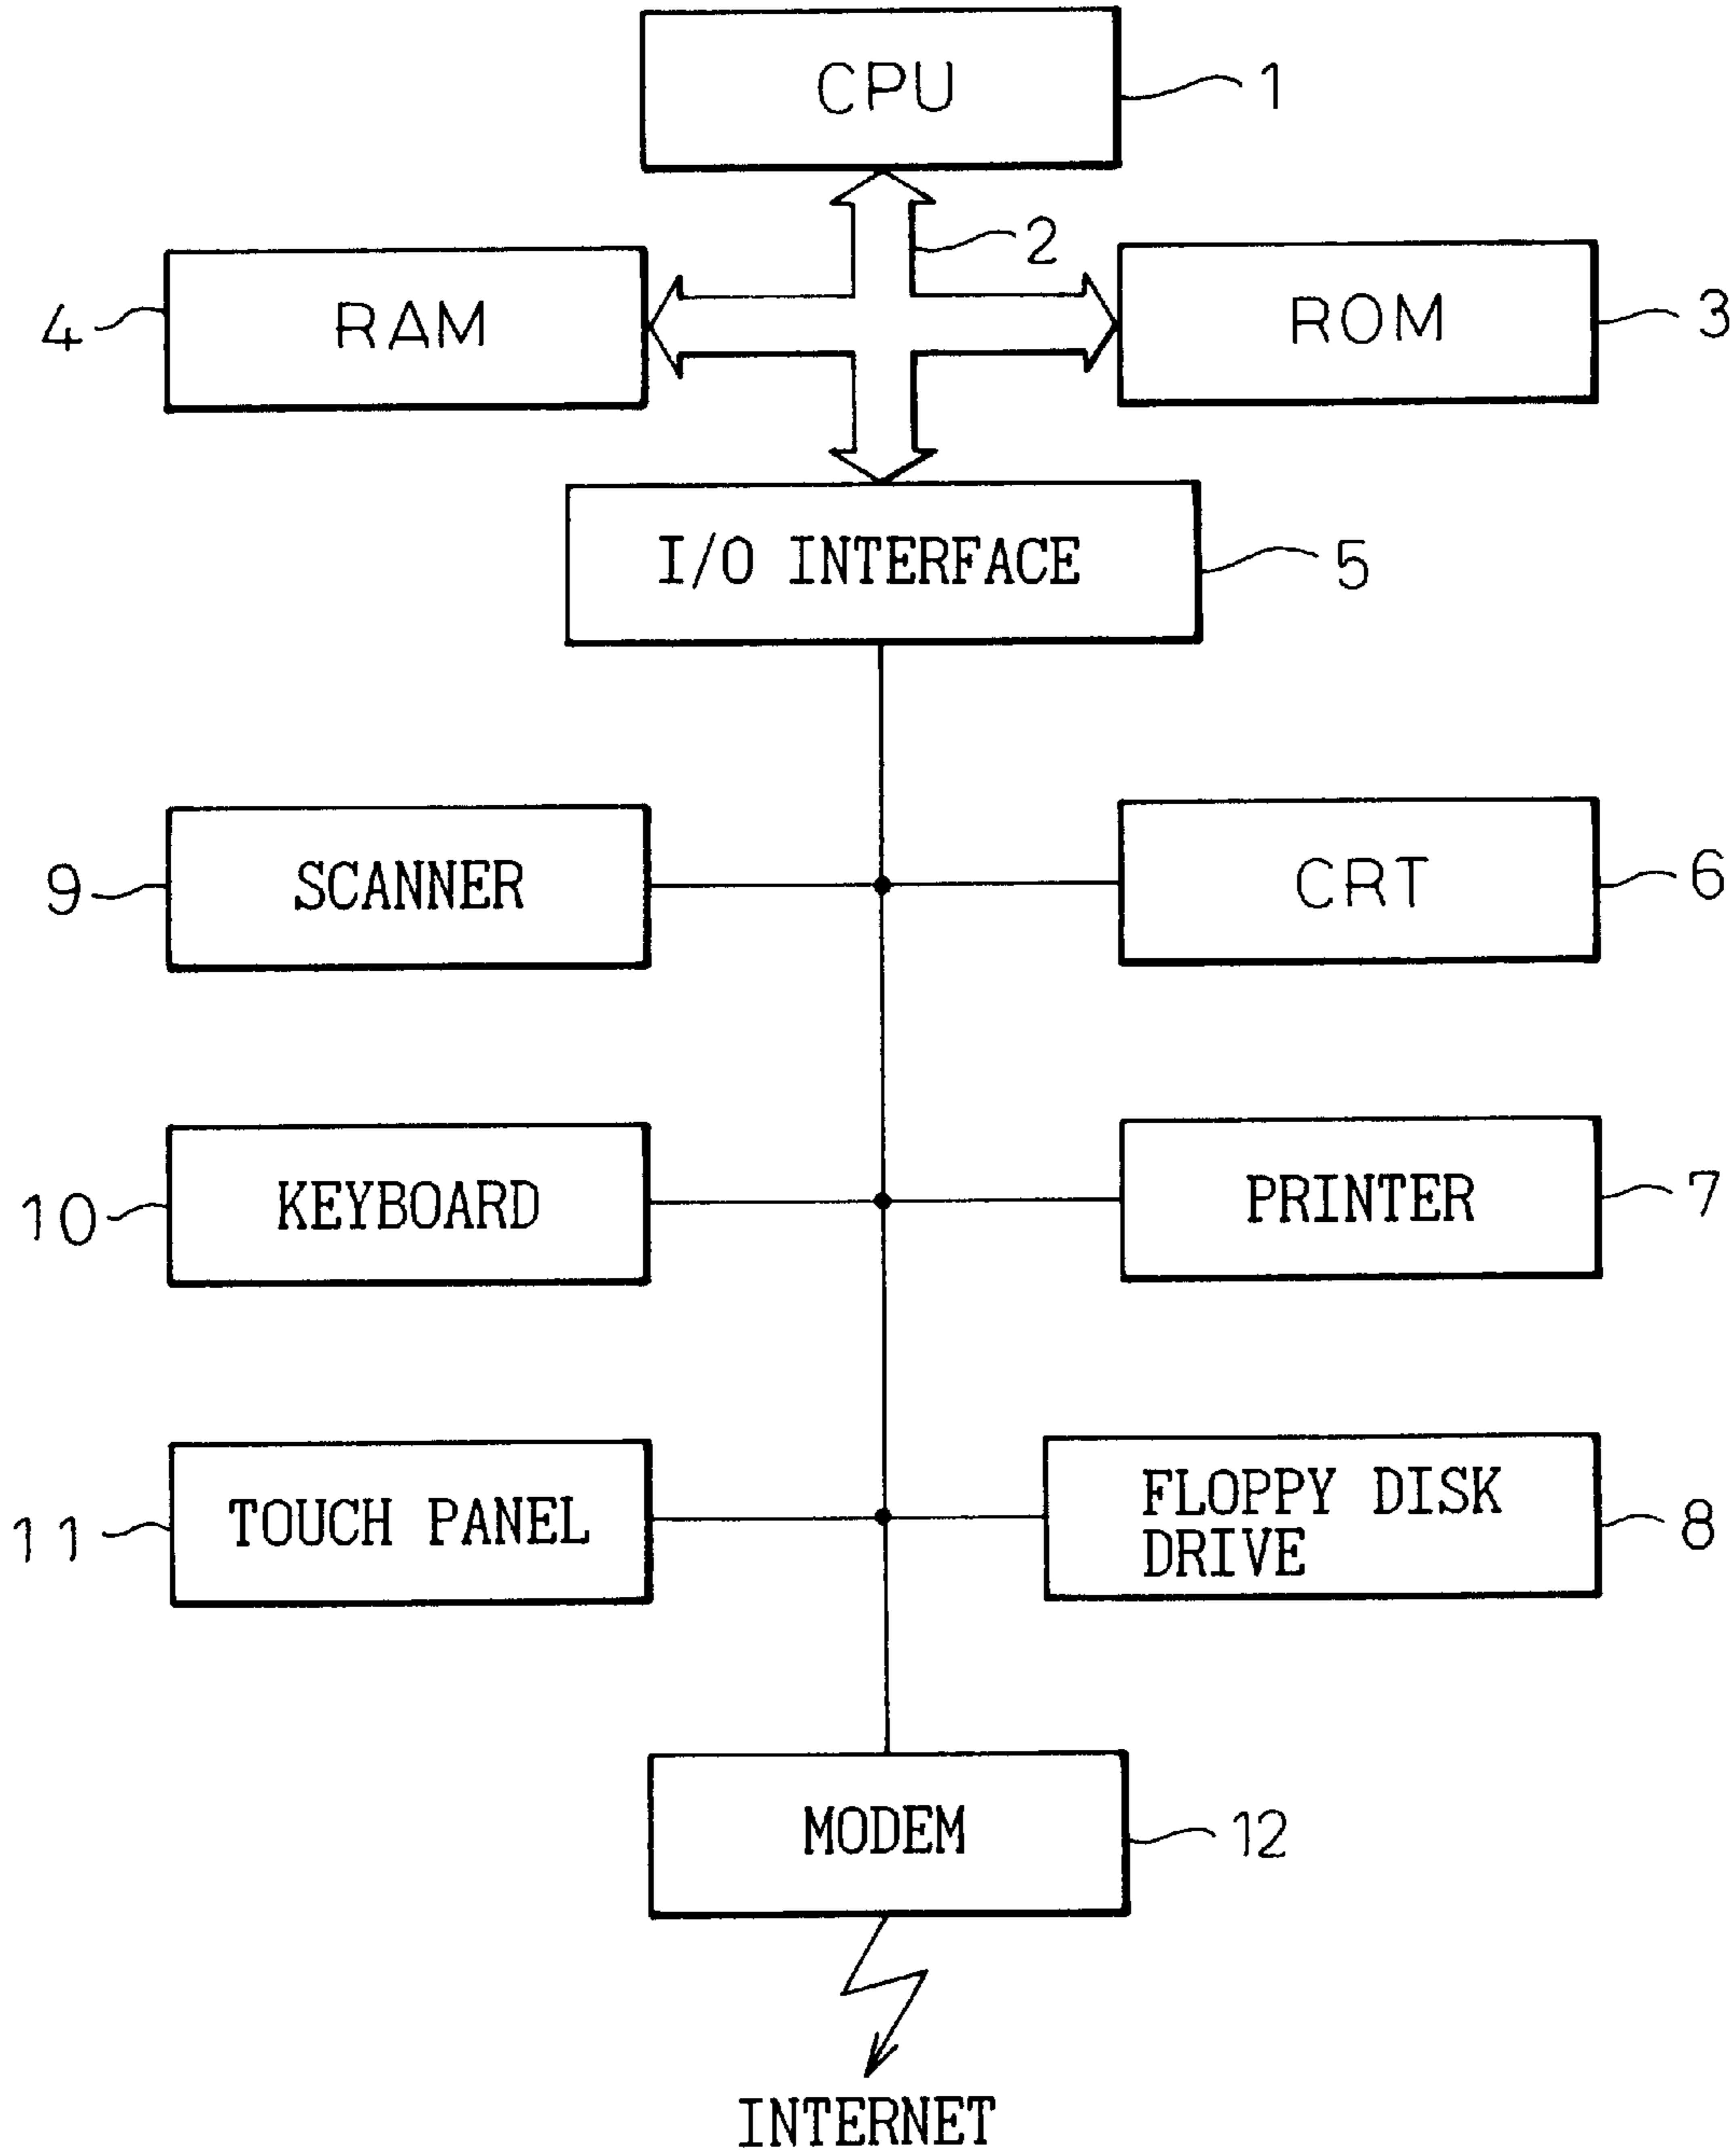 CPU
1
2
4
RAM
ROM
3
I/O INTERFACE
5
9
SCANNER
CRT
6
10
KEYBOARD
PRINTER
7
11
TOUCH PANEL
FLOPPY DISK
DRIVE
8
MODEM
12
INTERNET